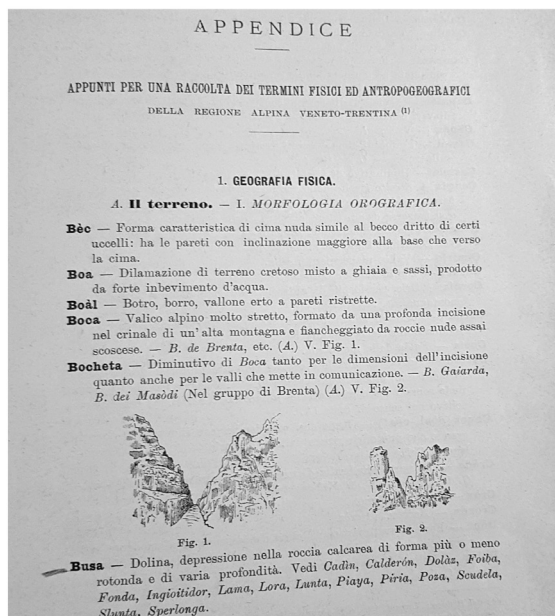 APPENDICE
APPUNTI PER UNA RACCOLTA DEI TERMINI FISICI ED ANTROPOGEOGRAFICI
DELLA REGIONE ALPINA VENETO-TRENTINA (1)
1. GEOGRAFIA FISICA.
A. Il terreno. — I. MORFOLOGIA OROGRAFICA.
Bèc — Forma caratteristica di cima nuda simile al becco dritto di certi
uccelli: ha le pareti con inclinazione maggiore alla base che verso
la cima.
Boa — Dilamazione di terreno cretoso misto a ghiaia e sassi, prodotto
da forte inbevimento d'acqua.
Boàl — Botro, borro, vallone erto a pareti ristrette.
Boca — Valico alpino molto stretto, formato da una profonda incisione
nel crinale di un'alta montagna e fiancheggiato da roccie nude assai
scoscese. — B. de Brenta, etc. (A.) V. Fig. 1.
Bocheta — Diminutivo di Boca tanto per le dimensioni dell'incisione
quanto anche per le valli che mette in comunicazione. — B. Gaiarda,
B. dei Masòdi (Nel gruppo di Brenta) (A.) V. Fig. 2.
Fig. 1.
Fig. 2.
Busa — Dolina, depressione nella roccia calcarea di forma più o meno
rotonda e di varia profondità. Vedi Cadìn, Calderón, Dolàz, Foiba,
Fonda, Ingioitidor, Lama, Lora, Lunta, Piaya, Piria, Poza, Scudela,
Slunta, Sperlonga.